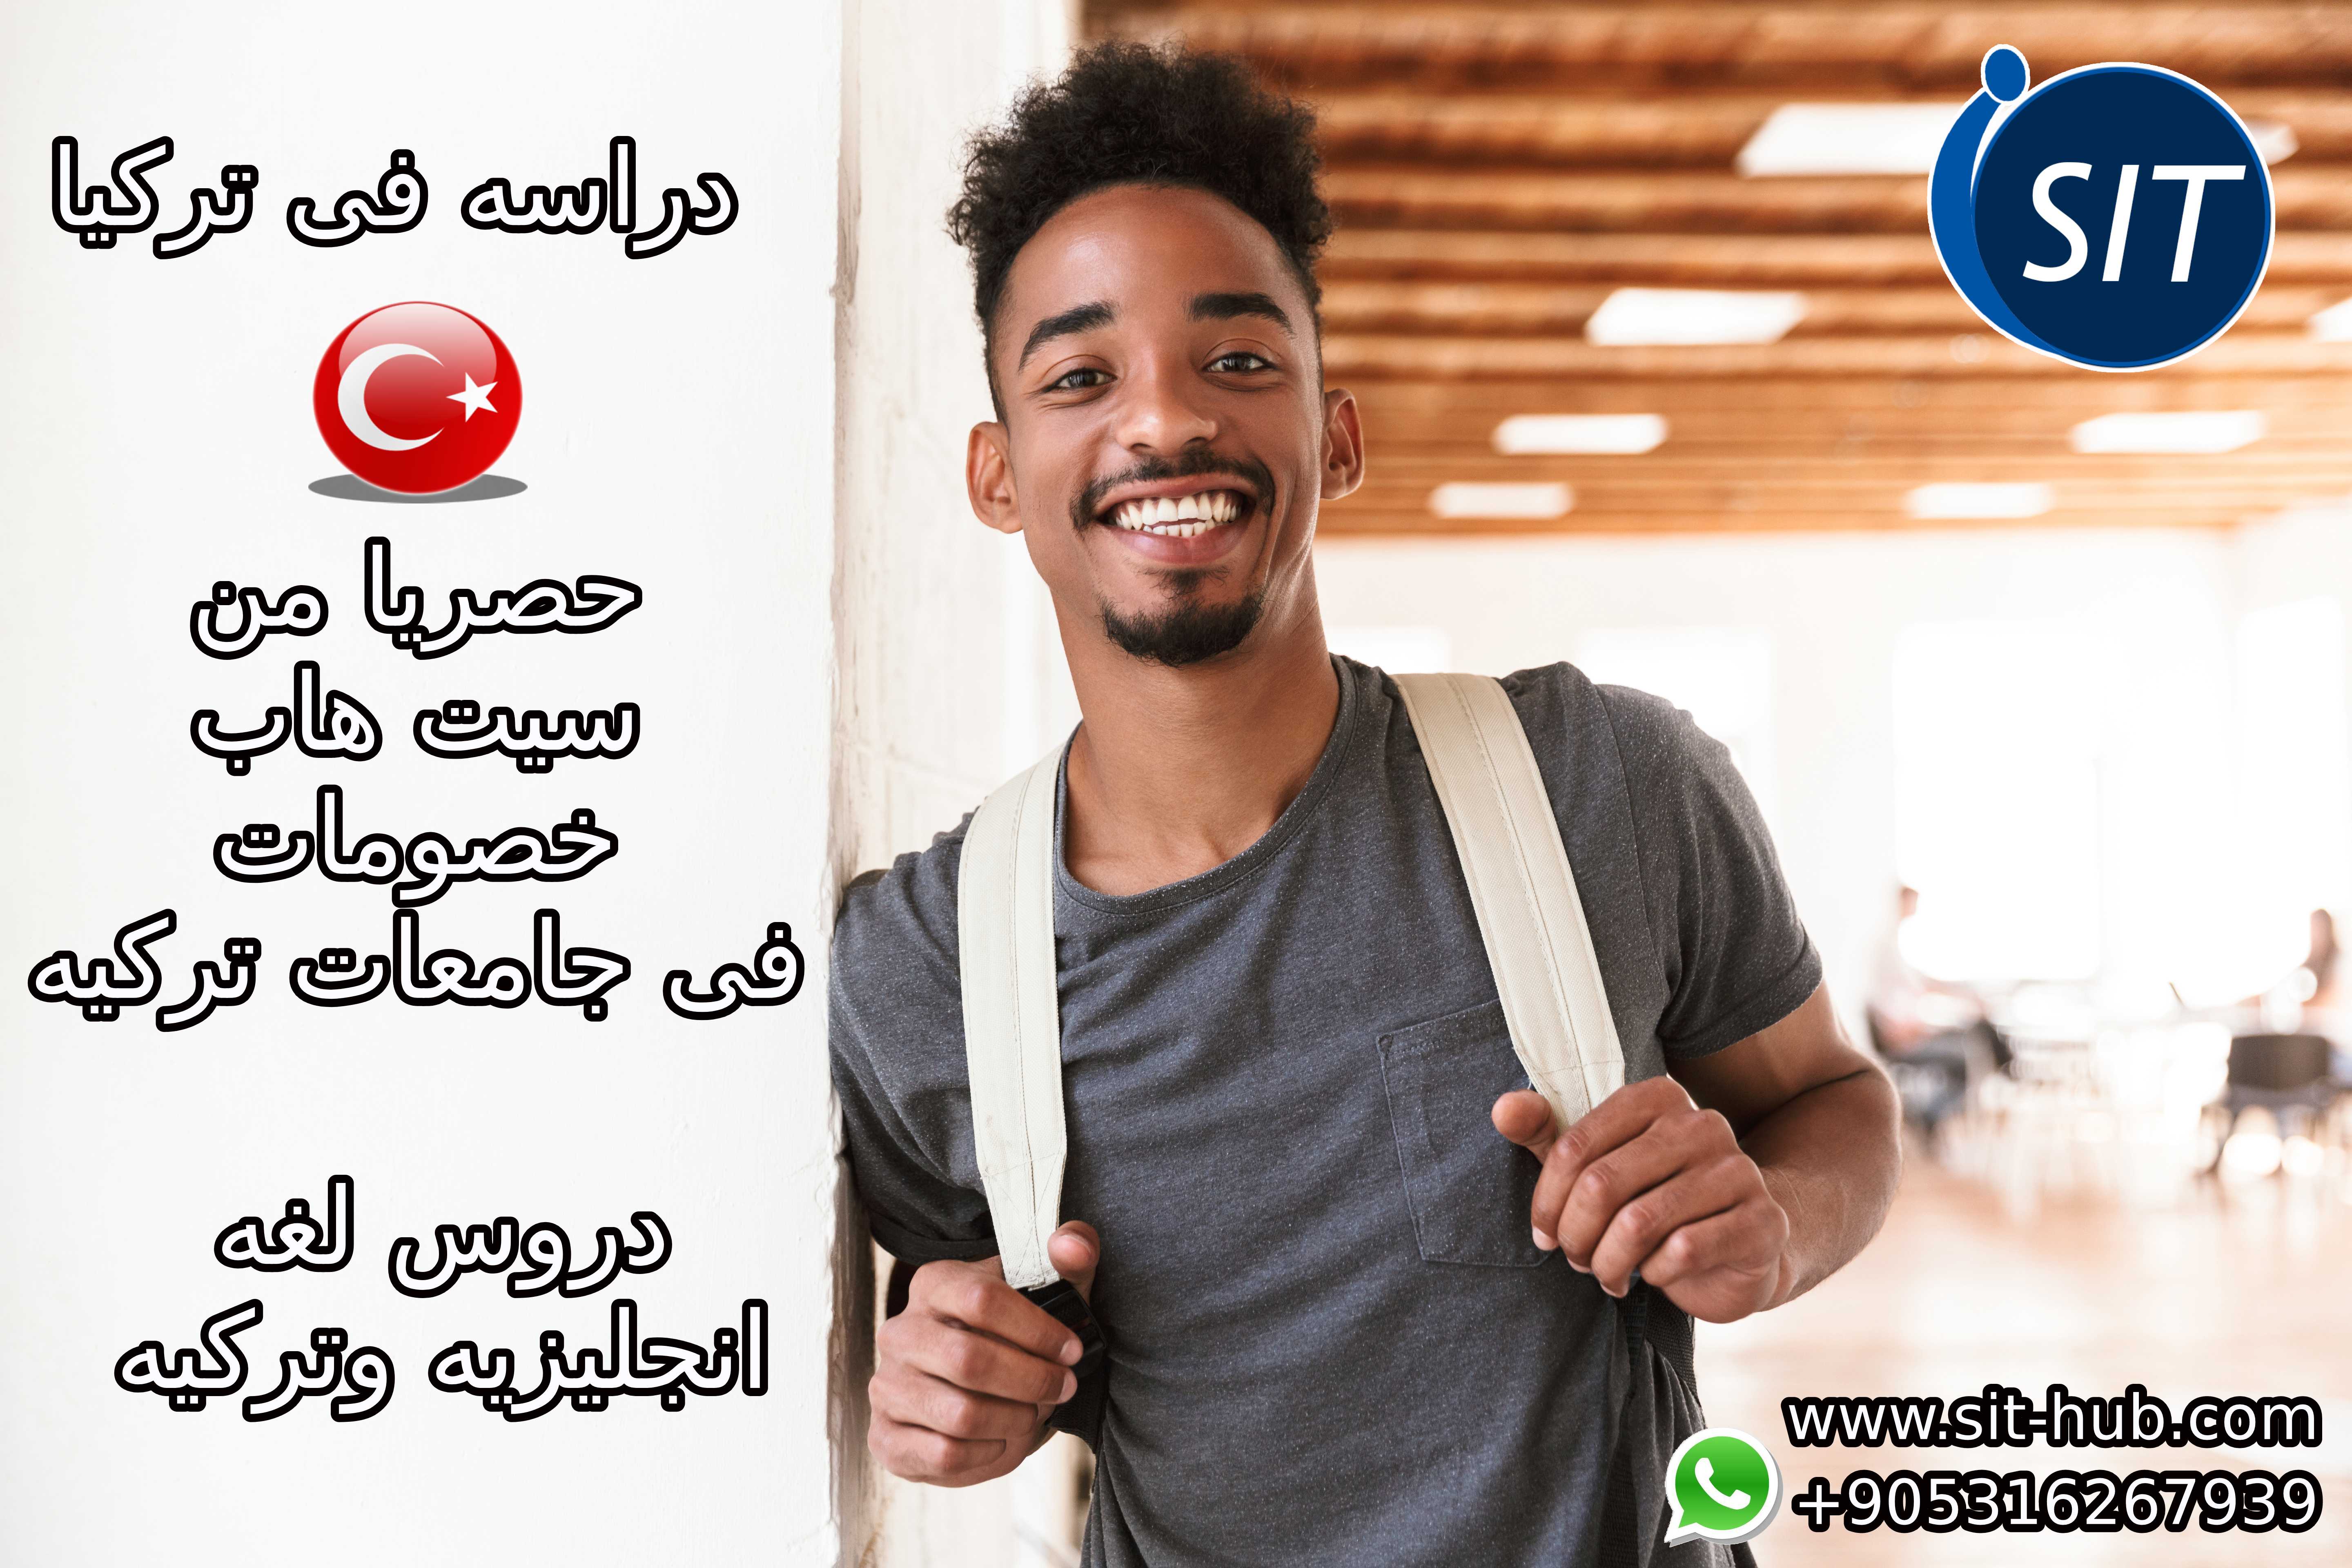 دراسه فى تركيا
حصريا من
سيت هاب
خصومات
فى جامعات تركيه
دروس لغه
انجليزيه وتركيه
SIT
www.sit-hub.com
+905316267939